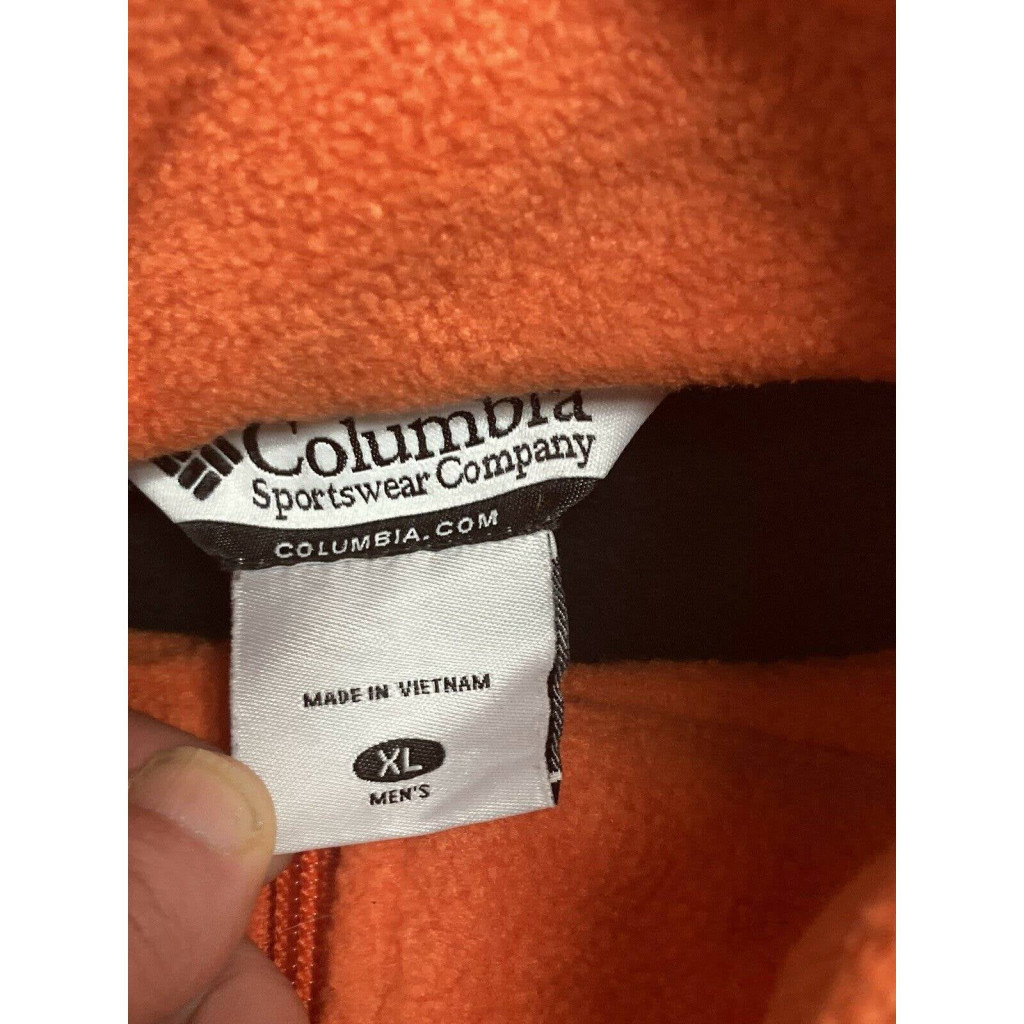 Columbia
Sportswear Company
COLUMBIA.COM
MADE IN VIETNAM
XL
MEN'S